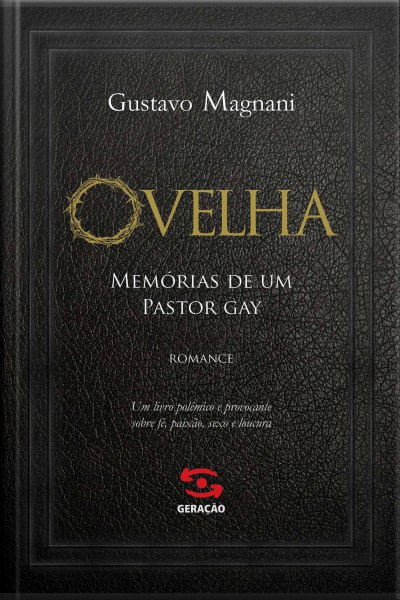 Gustavo Magnani
OVELHA
Memórias de um
Pastor gay
ROMANCE
Um livro polêmico e provocante
sobre fé, paixão, sexo e loucura
GERAÇÃO